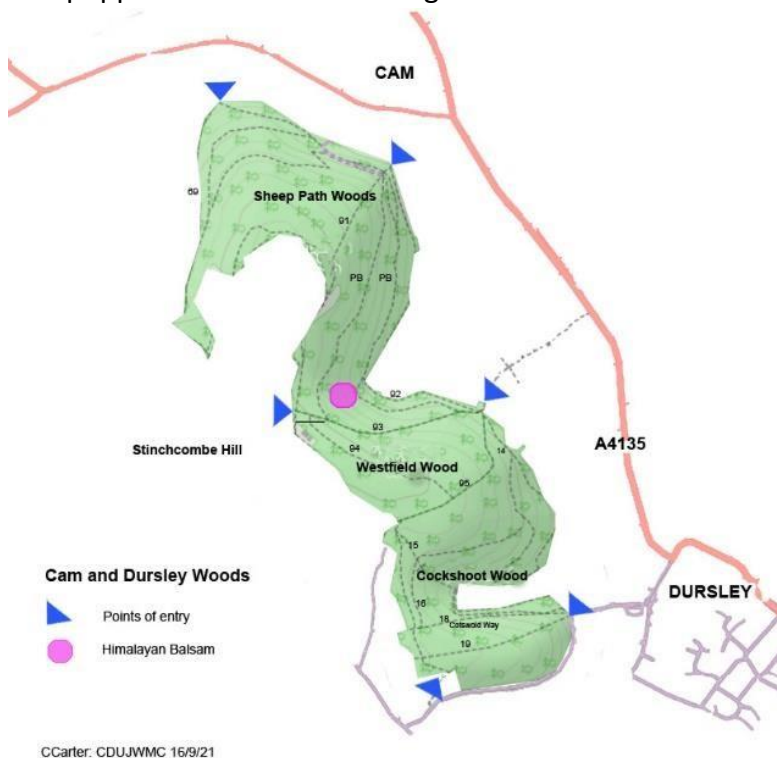 CAM
Sheep Path Woods
69
91
PB PB
92
93
Stinchcombe Hill
94
14
A4135
Westfield Wood
95
15
Cam and Dursley Woods
Cockshoot Wood
DURSLEY
Points of entry
16
18
Cotswold Way
19
Himalayan Balsam
CCarter: CDUJWMC 16/9/21